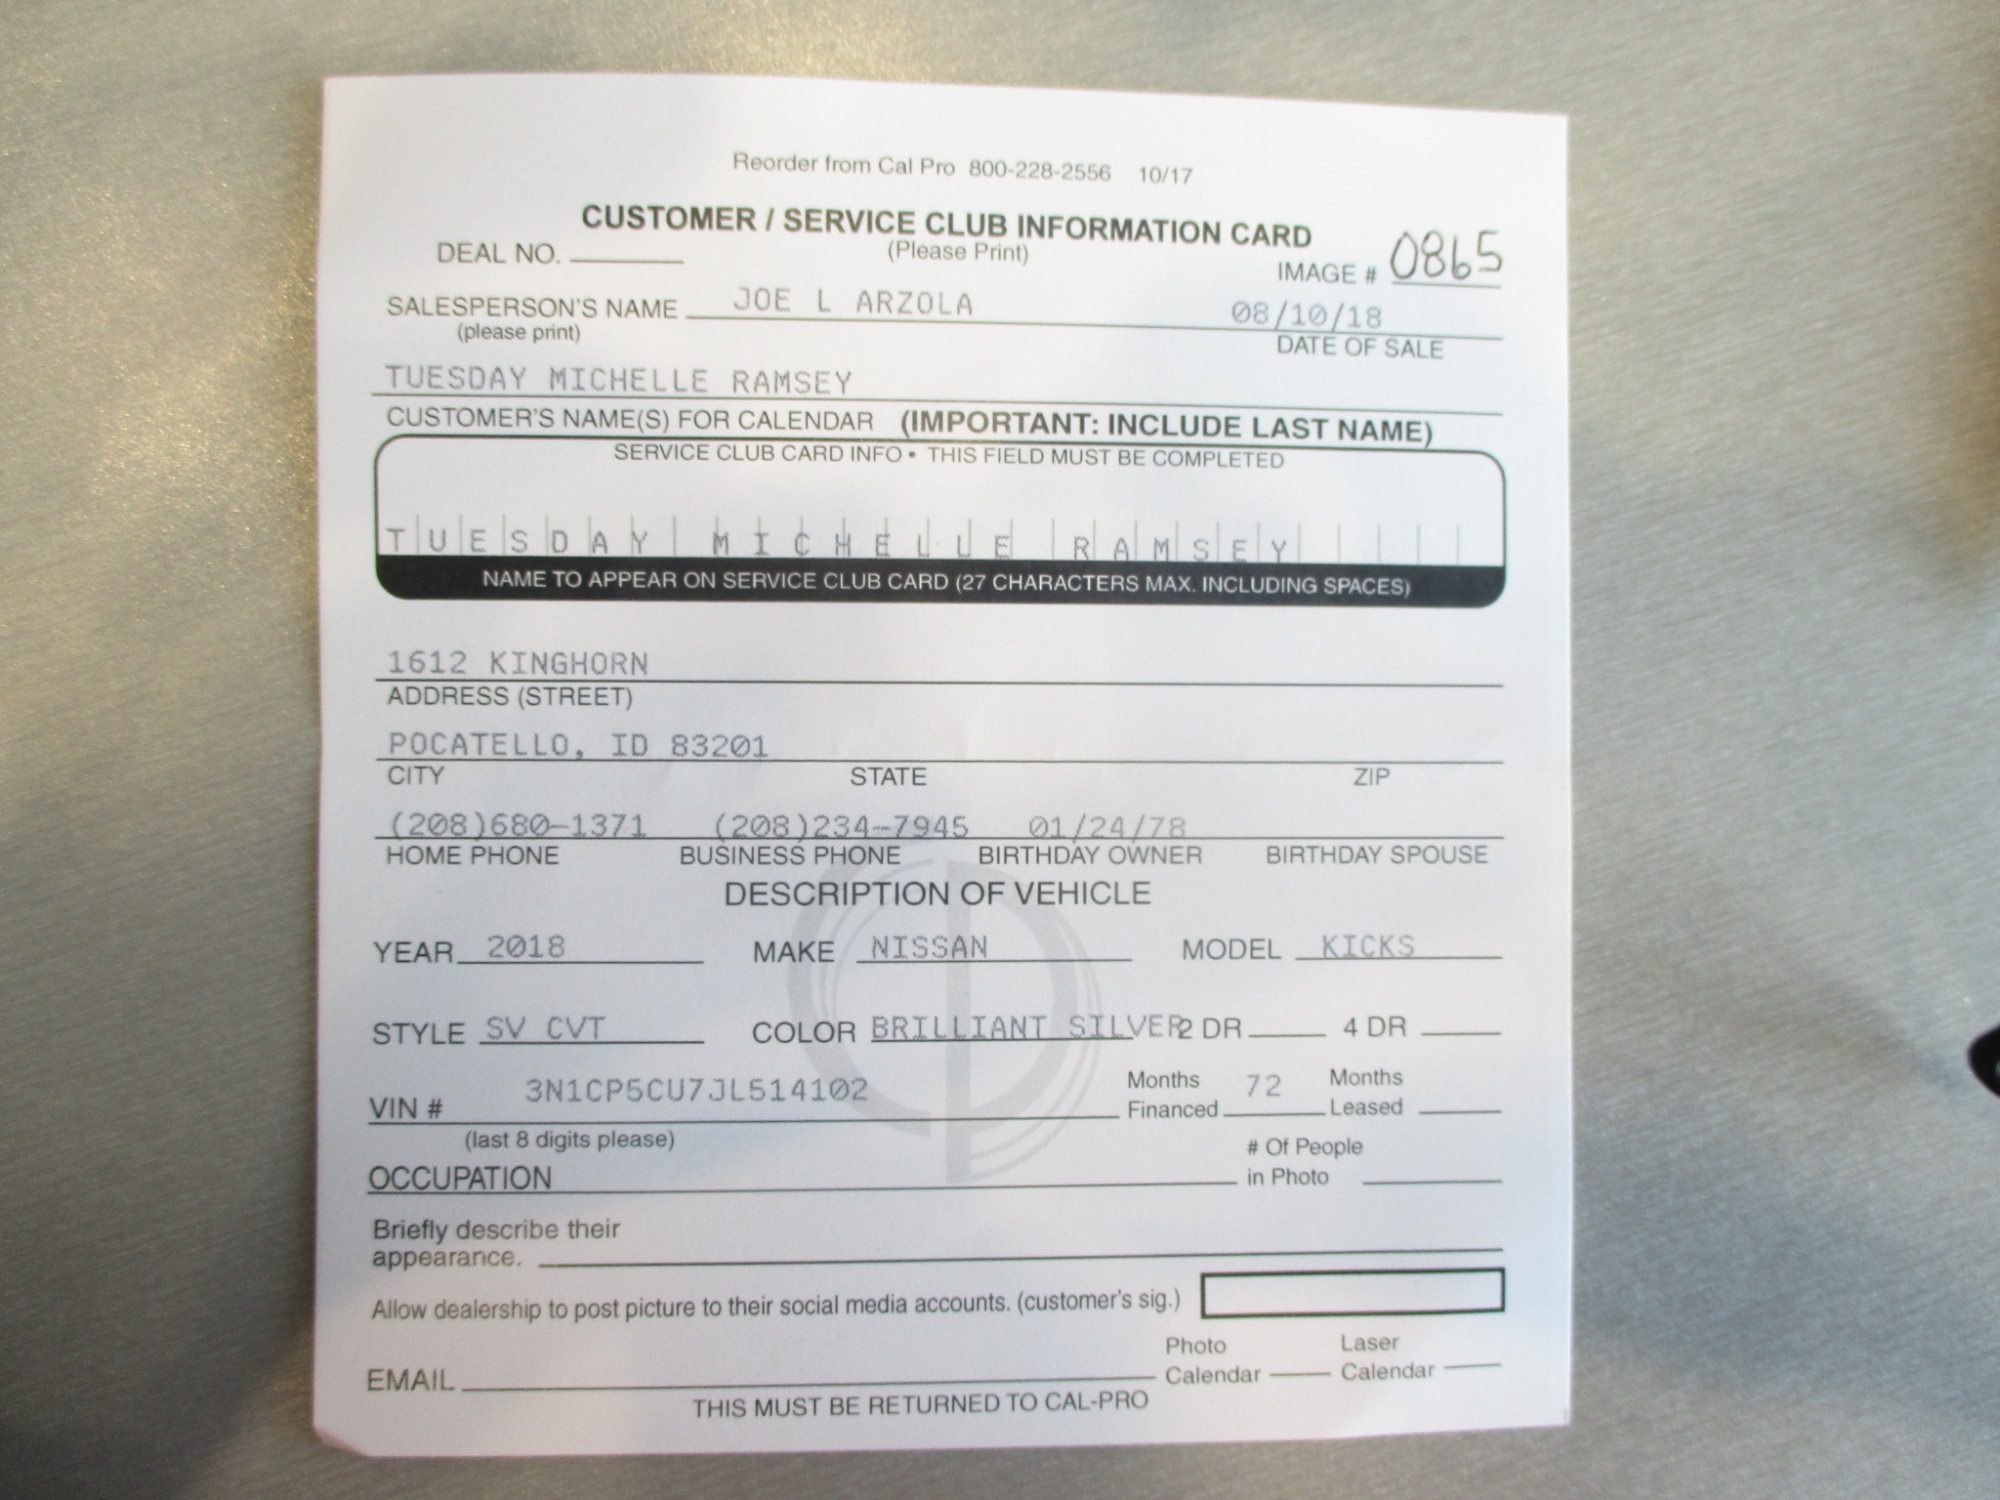 Reorder from Cal Pro 800-228-2556 10/17
CUSTOMER / SERVICE CLUB INFORMATION CARD
(Please Print)
DEAL NO.
IMAGE # 0865
SALESPERSON'S NAME JOE L ARZOLA 08/10/18
(please print) DATE OF SALE
TUESDAY MICHELLE RAMSEY
CUSTOMER'S NAME(S) FOR CALENDAR (IMPORTANT: INCLUDE LAST NAME)
SERVICE CLUB CARD INFO • THIS FIELD MUST BE COMPLETED
TUESDAY MICHELLE RAMSEY
NAME TO APPEAR ON SERVICE CLUB CARD (27 CHARACTERS MAX. INCLUDING SPACES)
1612 KINGHORN
ADDRESS (STREET)
POCATELLO, ID 83201
CITY STATE ZIP
(208)680-1371 (208)234-7945 01/24/78
HOME PHONE BUSINESS PHONE BIRTHDAY OWNER BIRTHDAY SPOUSE
DESCRIPTION OF VEHICLE
YEAR 2018 MAKE NISSAN MODEL KICKS
STYLE SV CVT COLOR BRILLIANT SILVER 2 DR 4 DR
VIN # 3N1CP5CU7JL514102 Months Financed 72 Months Leased
(last 8 digits please)
OCCUPATION # Of People in Photo
Briefly describe their
appearance.
Allow dealership to post picture to their social media accounts. (customer's sig.)
EMAIL Photo Calendar Laser Calendar
THIS MUST BE RETURNED TO CAL-PRO